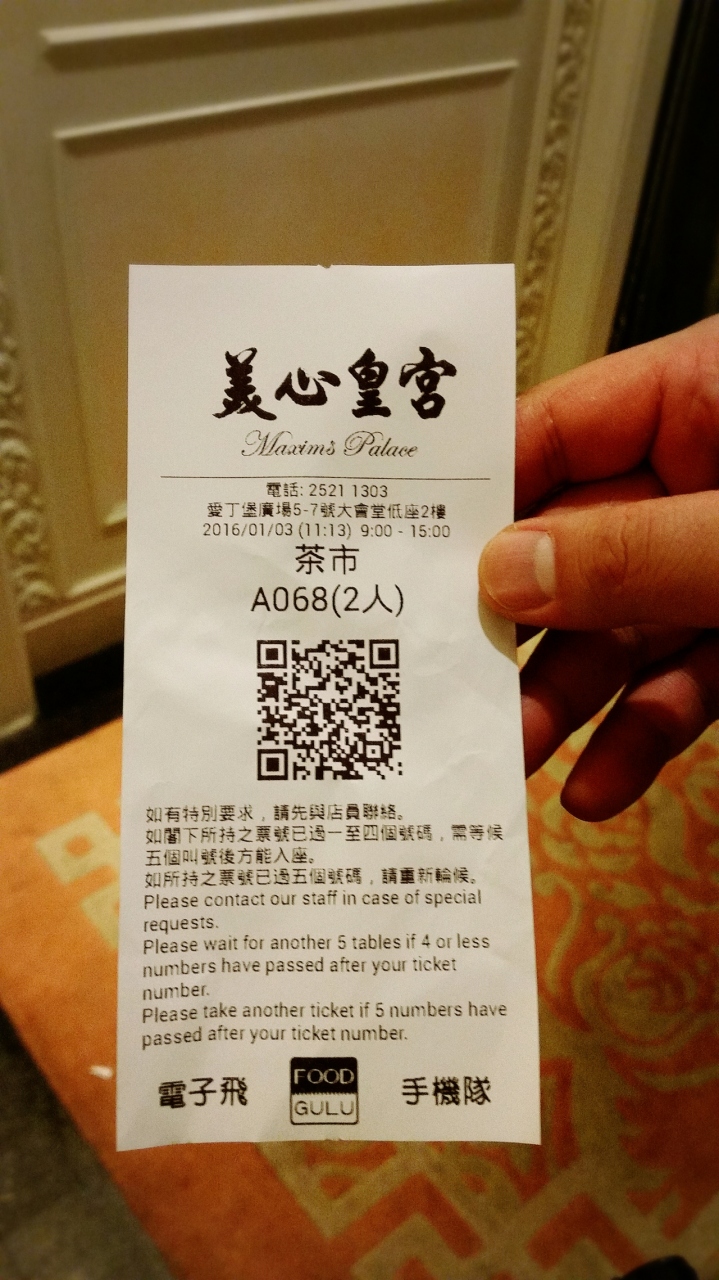 美心皇宮
Maxim's Palace
電話: 2521 1303
愛丁堡廣場5-7號大會堂低座2樓
2016/01/03 (11:13) 9:00 - 15:00
茶市
A068(2人)
如有特別要求，請先與店員聯絡。
如閣下所持之票號已過一至四個號碼，需等候
五個叫號後方能入座。
如所持之票號已過五個號碼，請重新輪候。
Please contact our staff in case of special
requests.
Please wait for another 5 tables if 4 or less
numbers have passed after your ticket
number.
Please take another ticket if 5 numbers have
passed after your ticket number.
電子飛 FOOD 手機隊
GULU